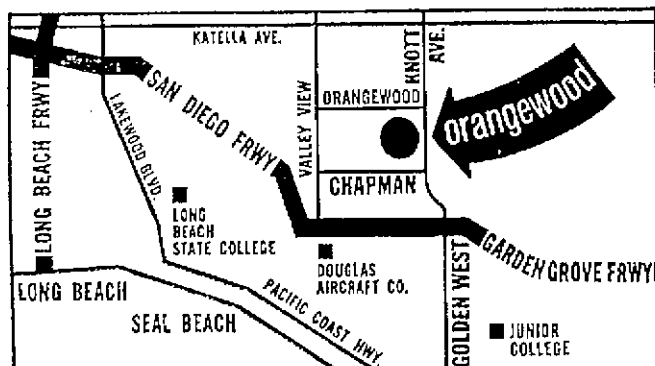 KATELLA AVE.
KNOTT AVE.
ORANGEWOOD
orangewood
SAN DIEGO FRWY
LAKEWOOD BLVD.
VALLEY VIEW
LONG BEACH FRWY
CHAPMAN
LONG
BEACH
STATE COLLEGE
DOUGLAS
AIRCRAFT CO.
GARDEN GROVE FRWY
GOLDEN WEST
LONG BEACH
SEAL BEACH
PACIFIC COAST HWY.
JUNIOR
COLLEGE